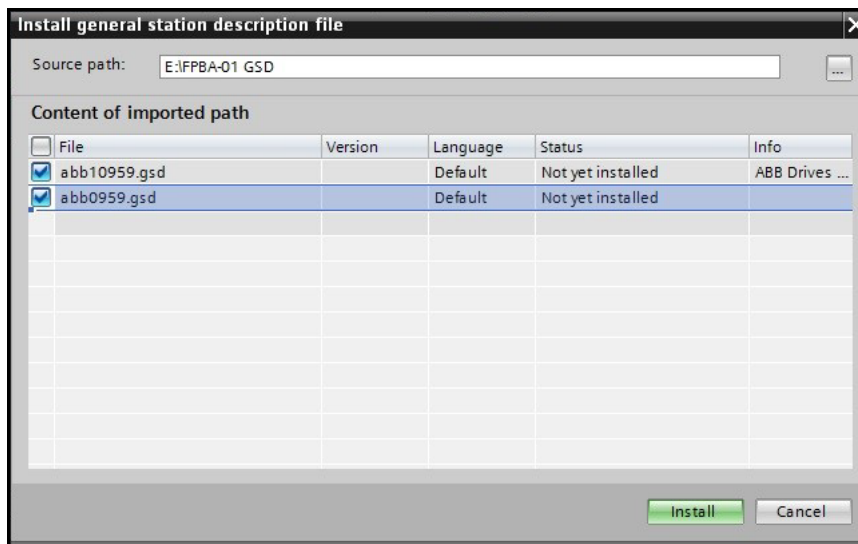 Install general station description file
Source path: E:\FPBA-01 GSD ...
Content of imported path
File Version Language Status Info
abb10959.gsd Default Not yet installed ABB Drives ...
abb0959.gsd Default Not yet installed
Install Cancel